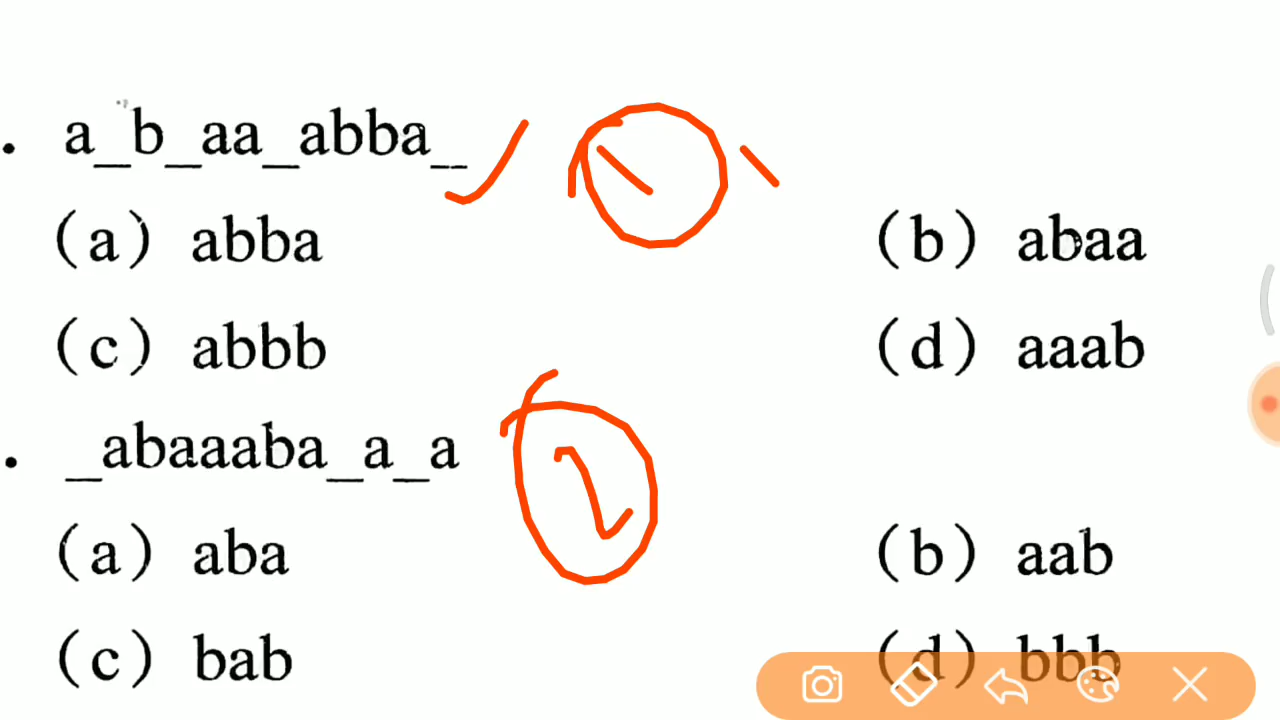 . a_b_aa_abba_
(a) abba (b) abaa
(c) abbb (d) aaab
. _abaaaba_a_a
(a) aba (b) aab
(c) bab (d) bbb